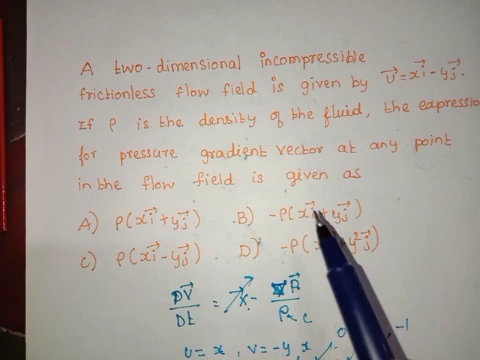 A two-dimensional incompressible
frictionless flow field is given by u⃗ = xi⃗ - yj⃗.
If ρ is the density of the fluid, the expression
for pressure gradient vector at any point
in the flow field is given as
A) ρ(xi⃗ + yj⃗) B) -ρ(xi⃗ + yj⃗)
C) ρ(xi⃗ - yj⃗) . D) -ρ( y²j⃗)
DV⃗/Dt =
u = x , v = -y